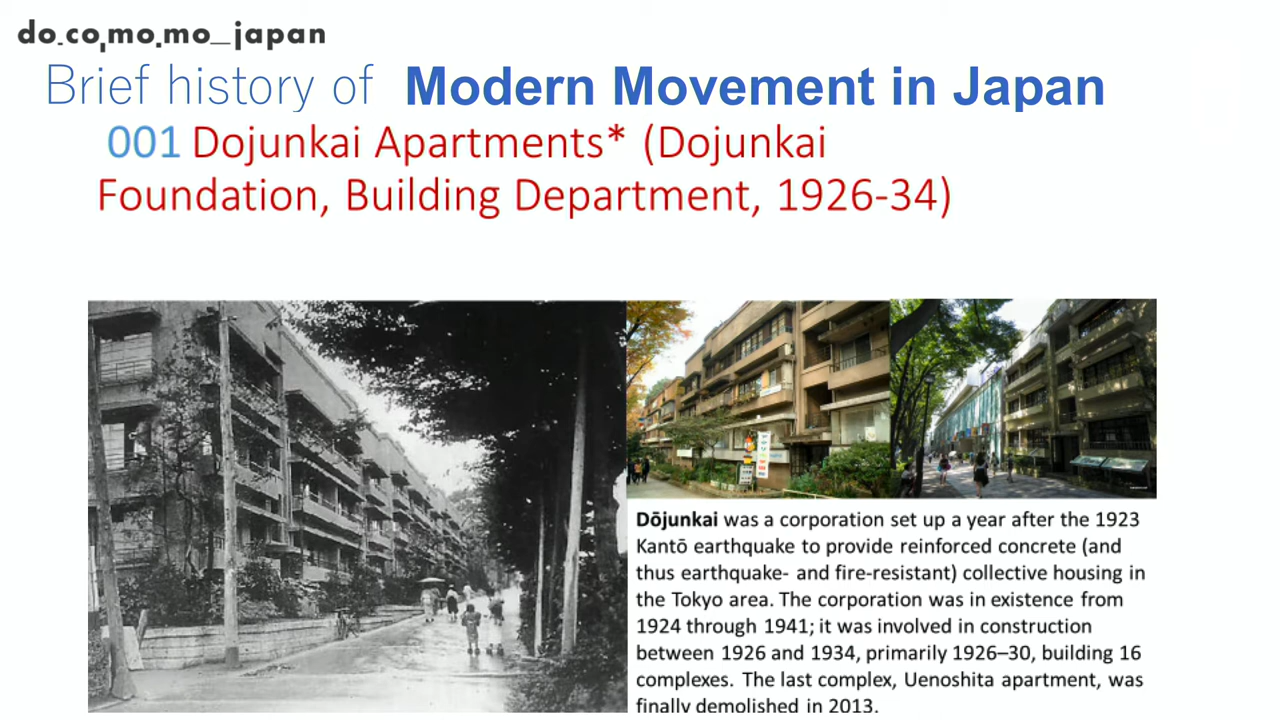 do.co,mo.mo_japan
Brief history of Modern Movement in Japan
001 Dojunkai Apartments* (Dojunkai
Foundation, Building Department, 1926-34)
Dōjunkai was a corporation set up a year after the 1923
Kantō earthquake to provide reinforced concrete (and
thus earthquake- and fire-resistant) collective housing in
the Tokyo area. The corporation was in existence from
1924 through 1941; it was involved in construction
between 1926 and 1934, primarily 1926–30, building 16
complexes. The last complex, Uenoshita apartment, was
finally demolished in 2013.